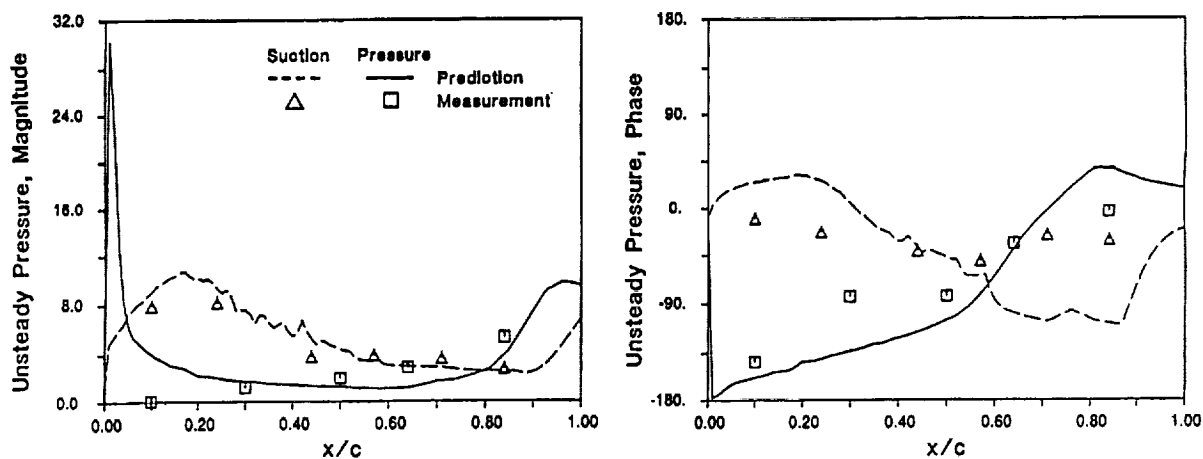 Unsteady Pressure, Magnitude
32.0
24.0
16.0
8.0
0.0
0.00 0.20 0.40 0.60 0.80 1.00
x/c
Suction Pressure
Prediction
Measurement
Unsteady Pressure, Phase
180.
90.
0.
-90.
-180.
0.00 0.20 0.40 0.60 0.80 1.00
x/c